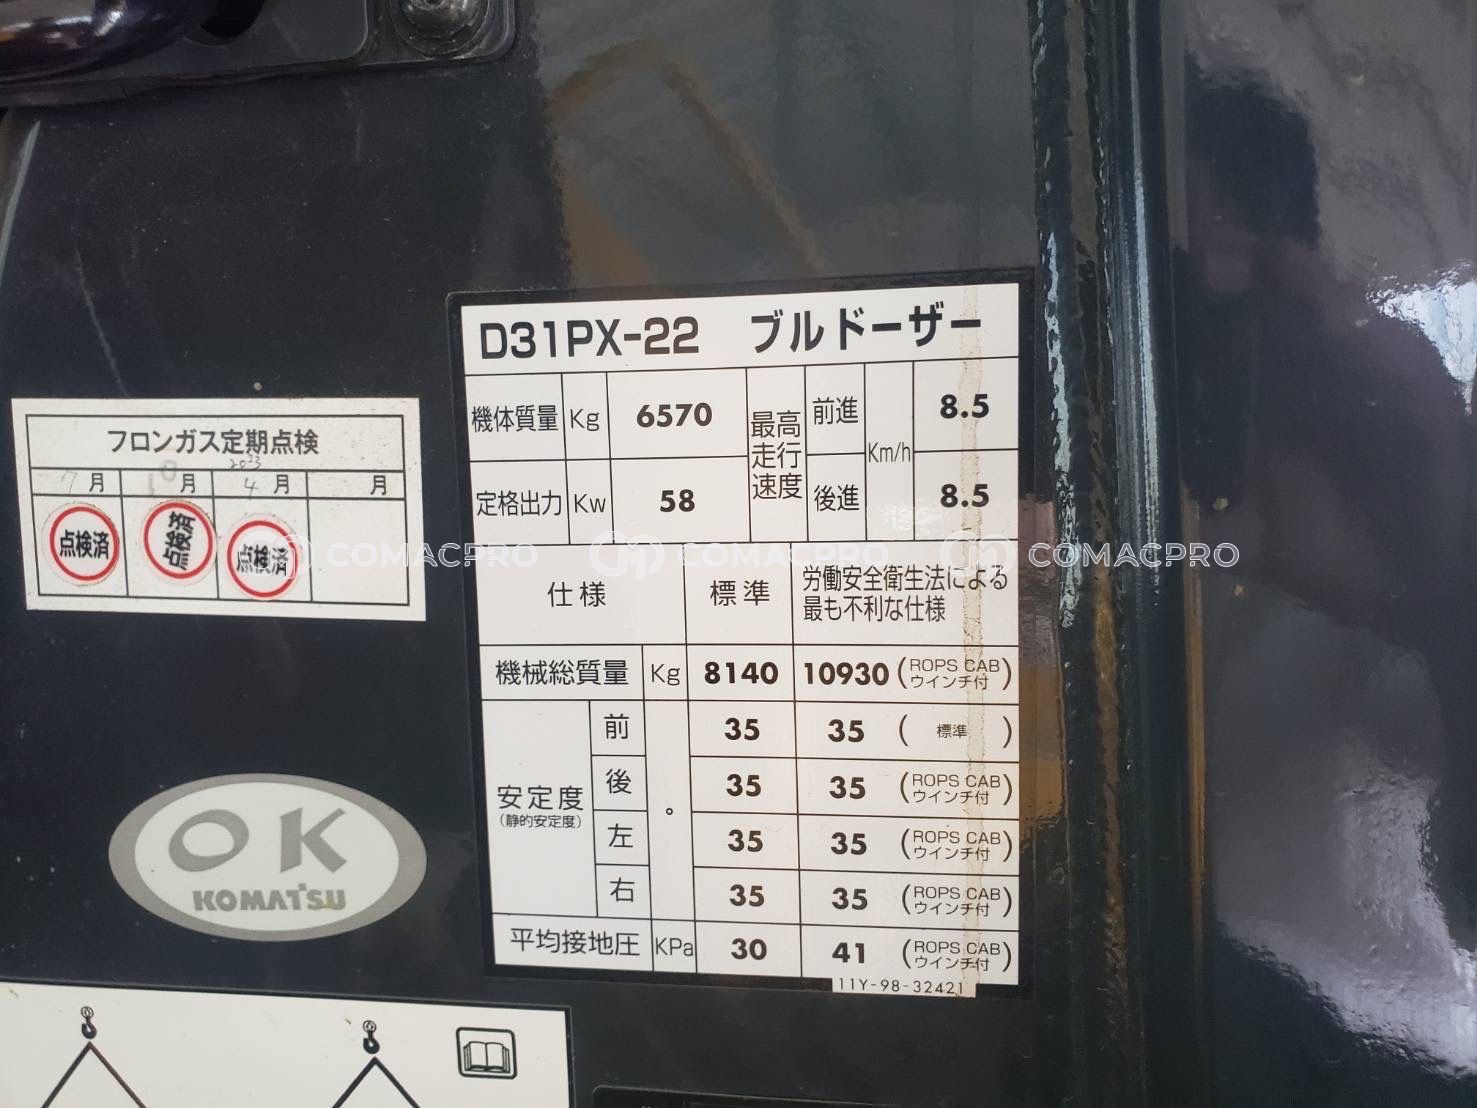 D31PX-22 ブルドーザー
機体質量 Kg 6570
定格出力 Kw 58
最高走行速度 Km/h
前進 8.5
後進 8.5
仕様 標準 労働安全衛生法による最も不利な仕様
機械総質量 Kg 8140 10930 (ROPS CAB ウインチ付)
安定度 (静的安定度) °
前 35 35 (標準)
後 35 35 (ROPS CAB ウインチ付)
左 35 35 (ROPS CAB ウインチ付)
右 35 35 (ROPS CAB ウインチ付)
平均接地圧 KPa 30 41 (ROPS CAB ウインチ付)
11Y-98-32421
フロンガス定期点検
2023
7月 10月 4月 月
点検済 点検済 点検済
COMACPRO COMACPRO COMACPRO
OK
KOMATSU